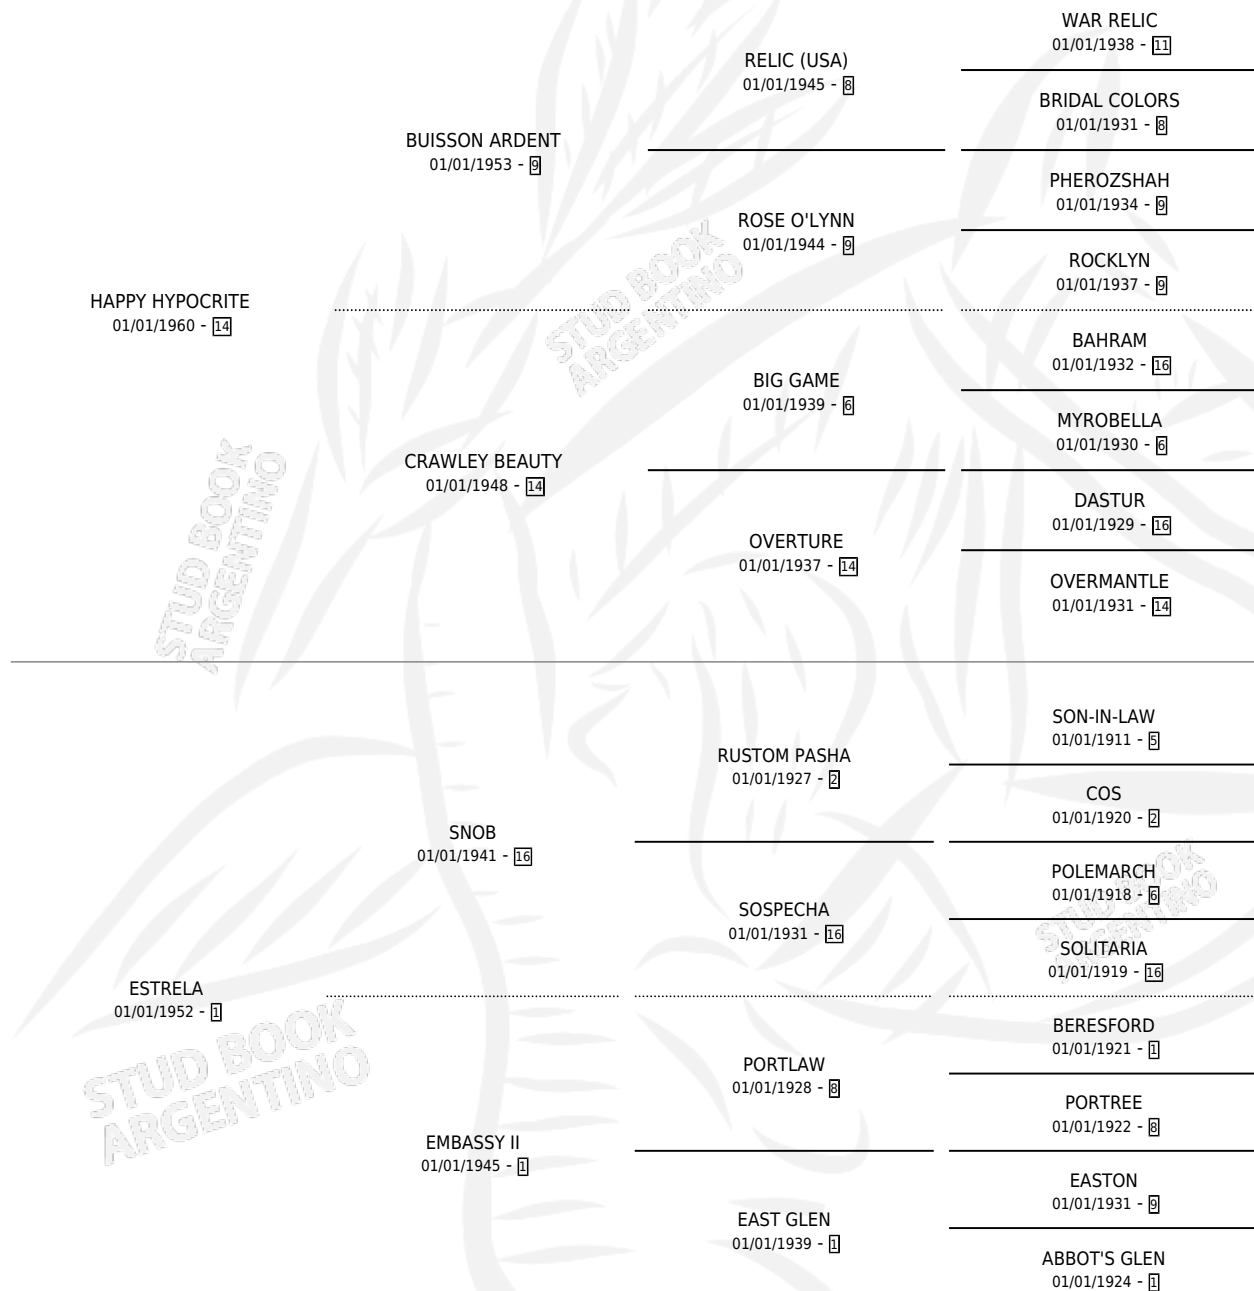 WAR RELIC
01/01/1938 - 11
RELIC (USA)
01/01/1945 - 8
BRIDAL COLORS
01/01/1931 - 8
BUISSON ARDENT
01/01/1953 - 9
PHEROZSHAH
01/01/1934 - 9
ROSE O'LYNN
01/01/1944 - 9
ROCKLYN
01/01/1937 - 9
HAPPY HYPOCRITE
01/01/1960 - 14
BAHRAM
01/01/1932 - 16
BIG GAME
01/01/1939 - 6
MYROBELLA
01/01/1930 - 6
CRAWLEY BEAUTY
01/01/1948 - 14
DASTUR
01/01/1929 - 16
OVERTURE
01/01/1937 - 14
OVERMANTLE
01/01/1931 - 14
SON-IN-LAW
01/01/1911 - 5
RUSTOM PASHA
01/01/1927 - 2
COS
01/01/1920 - 2
SNOB
01/01/1941 - 16
POLEMARCH
01/01/1918 - 6
SOSPECHA
01/01/1931 - 16
SOLITARIA
01/01/1919 - 16
ESTRELA
01/01/1952 - 1
BERESFORD
01/01/1921 - 1
PORTLAW
01/01/1928 - 8
PORTREE
01/01/1922 - 8
EMBASSY II
01/01/1945 - 1
EASTON
01/01/1931 - 9
EAST GLEN
01/01/1939 - 1
ABBOT'S GLEN
01/01/1924 - 1
STUD BOOK
ARGENTINO
STUD BOOK
ARGENTINO
STUD BOOK
ARGENTINO
STUD BOOK
ARGENTINO